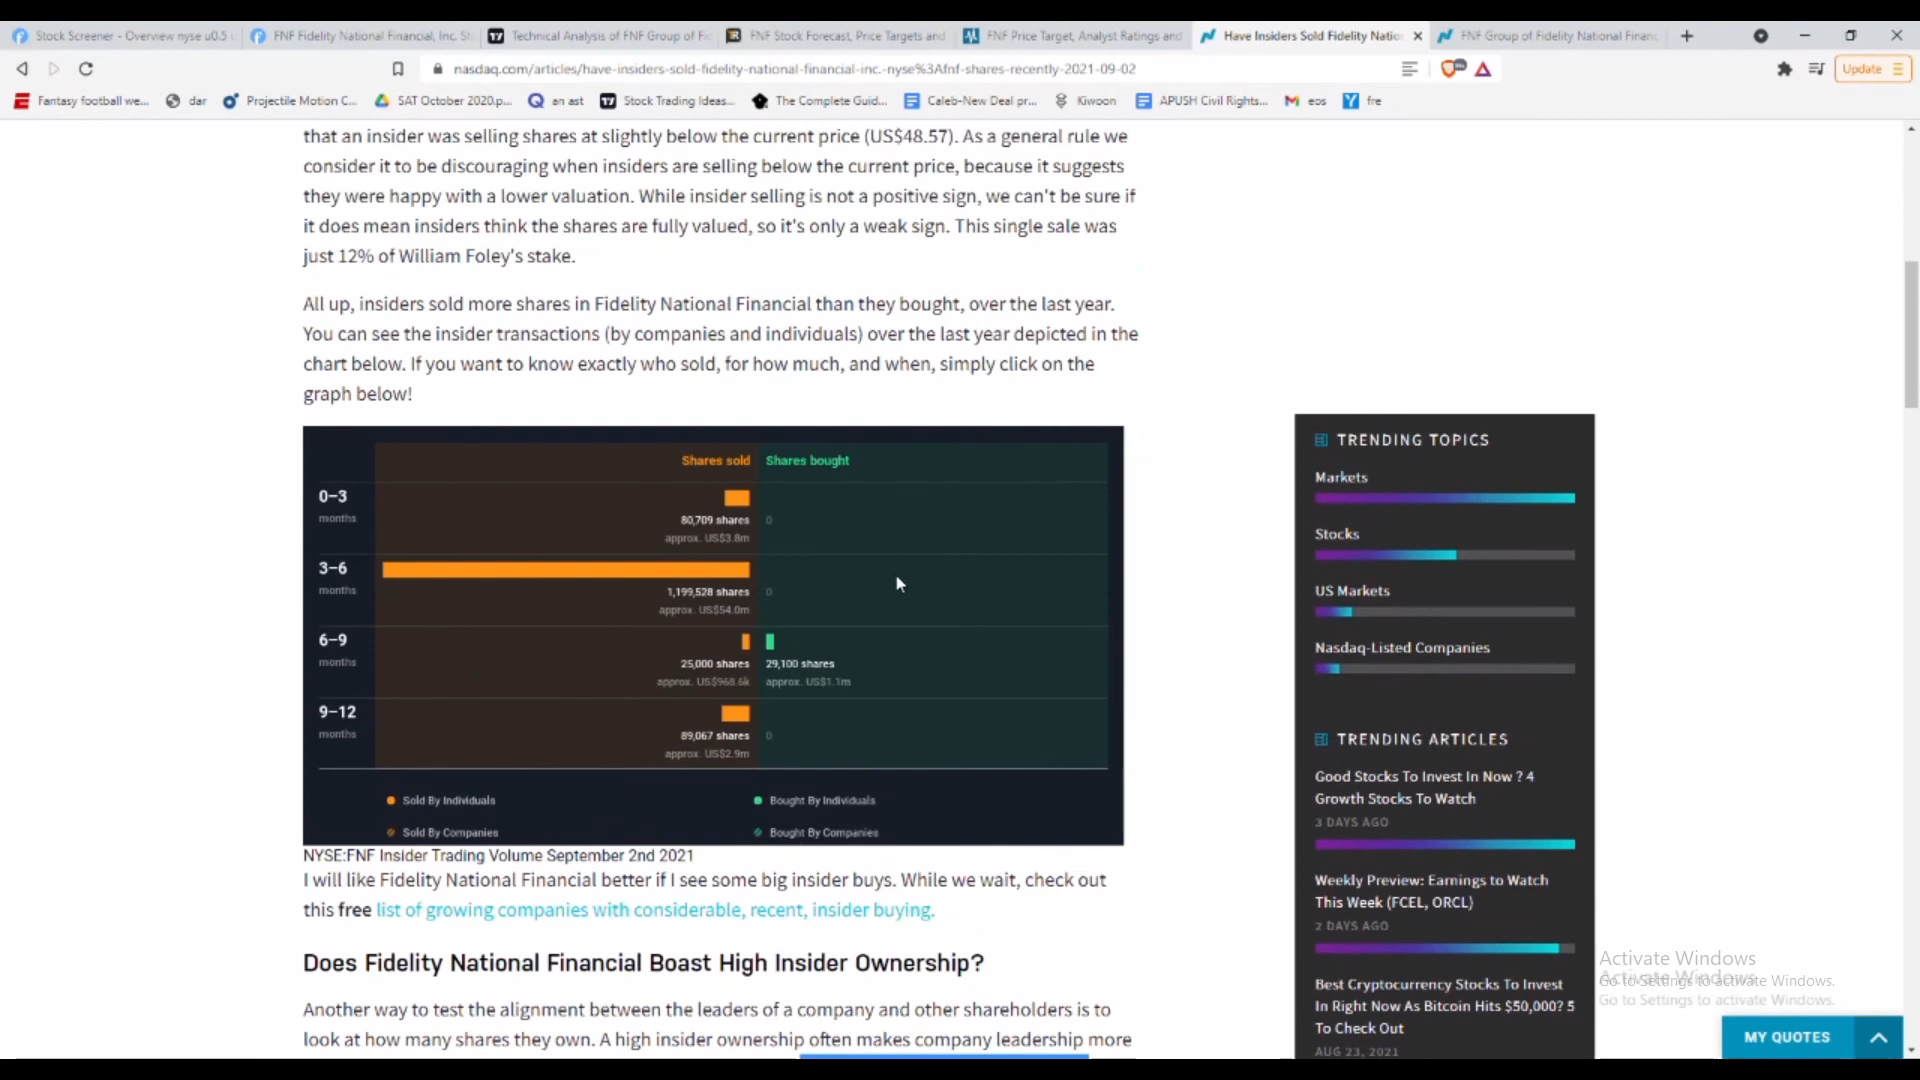 Stock Screener - Overview nyse u0.5
FNF Fidelity National Financial, Inc. St
Technical Analysis of FNF Group of Fi
FNF Stock Forecast, Price Targets and
FNF Price Target, Analyst Ratings and
Have Insiders Sold Fidelity Natio
FNF Group of Fidelity National Financ
nasdaq.com/articles/have-insiders-sold-fidelity-national-financial-inc.-nyse%3Afnf-shares-recently-2021-09-02
Update
Fantasy football we...
dar
Projectile Motion C...
SAT October 2020.p...
an ast
Stock Trading Ideas...
The Complete Guid...
Caleb-New Deal pr...
Kiwoon
APUSH Civil Rights...
eos
fre
that an insider was selling shares at slightly below the current price (US$48.57). As a general rule we
consider it to be discouraging when insiders are selling below the current price, because it suggests
they were happy with a lower valuation. While insider selling is not a positive sign, we can't be sure if
it does mean insiders think the shares are fully valued, so it's only a weak sign. This single sale was
just 12% of William Foley's stake.
All up, insiders sold more shares in Fidelity National Financial than they bought, over the last year.
You can see the insider transactions (by companies and individuals) over the last year depicted in the
chart below. If you want to know exactly who sold, for how much, and when, simply click on the
graph below!
Shares sold
Shares bought
0-3
months
80,709 shares
approx. US$3.8m
0
3-6
months
1,199,528 shares
approx. US$54.0m
0
6-9
months
25,000 shares
approx. US$968.6k
29,100 shares
approx. US$1.1m
9-12
months
89,067 shares
approx. US$2.9m
0
Sold By Individuals
Bought By Individuals
Sold By Companies
Bought By Companies
NYSE:FNF Insider Trading Volume September 2nd 2021
I will like Fidelity National Financial better if I see some big insider buys. While we wait, check out
this free list of growing companies with considerable, recent, insider buying.
Does Fidelity National Financial Boast High Insider Ownership?
Another way to test the alignment between the leaders of a company and other shareholders is to
look at how many shares they own. A high insider ownership often makes company leadership more
TRENDING TOPICS
Markets
Stocks
US Markets
Nasdaq-Listed Companies
TRENDING ARTICLES
Good Stocks To Invest In Now ? 4
Growth Stocks To Watch
3 DAYS AGO
Weekly Preview: Earnings to Watch
This Week (FCEL, ORCL)
2 DAYS AGO
Best Cryptocurrency Stocks To Invest
In Right Now As Bitcoin Hits $50,000? 5
To Check Out
AUG 23, 2021
Activate Windows
Activate Windows
Go to Settings to activate Windows.
Go to Settings to activate Windows.
MY QUOTES